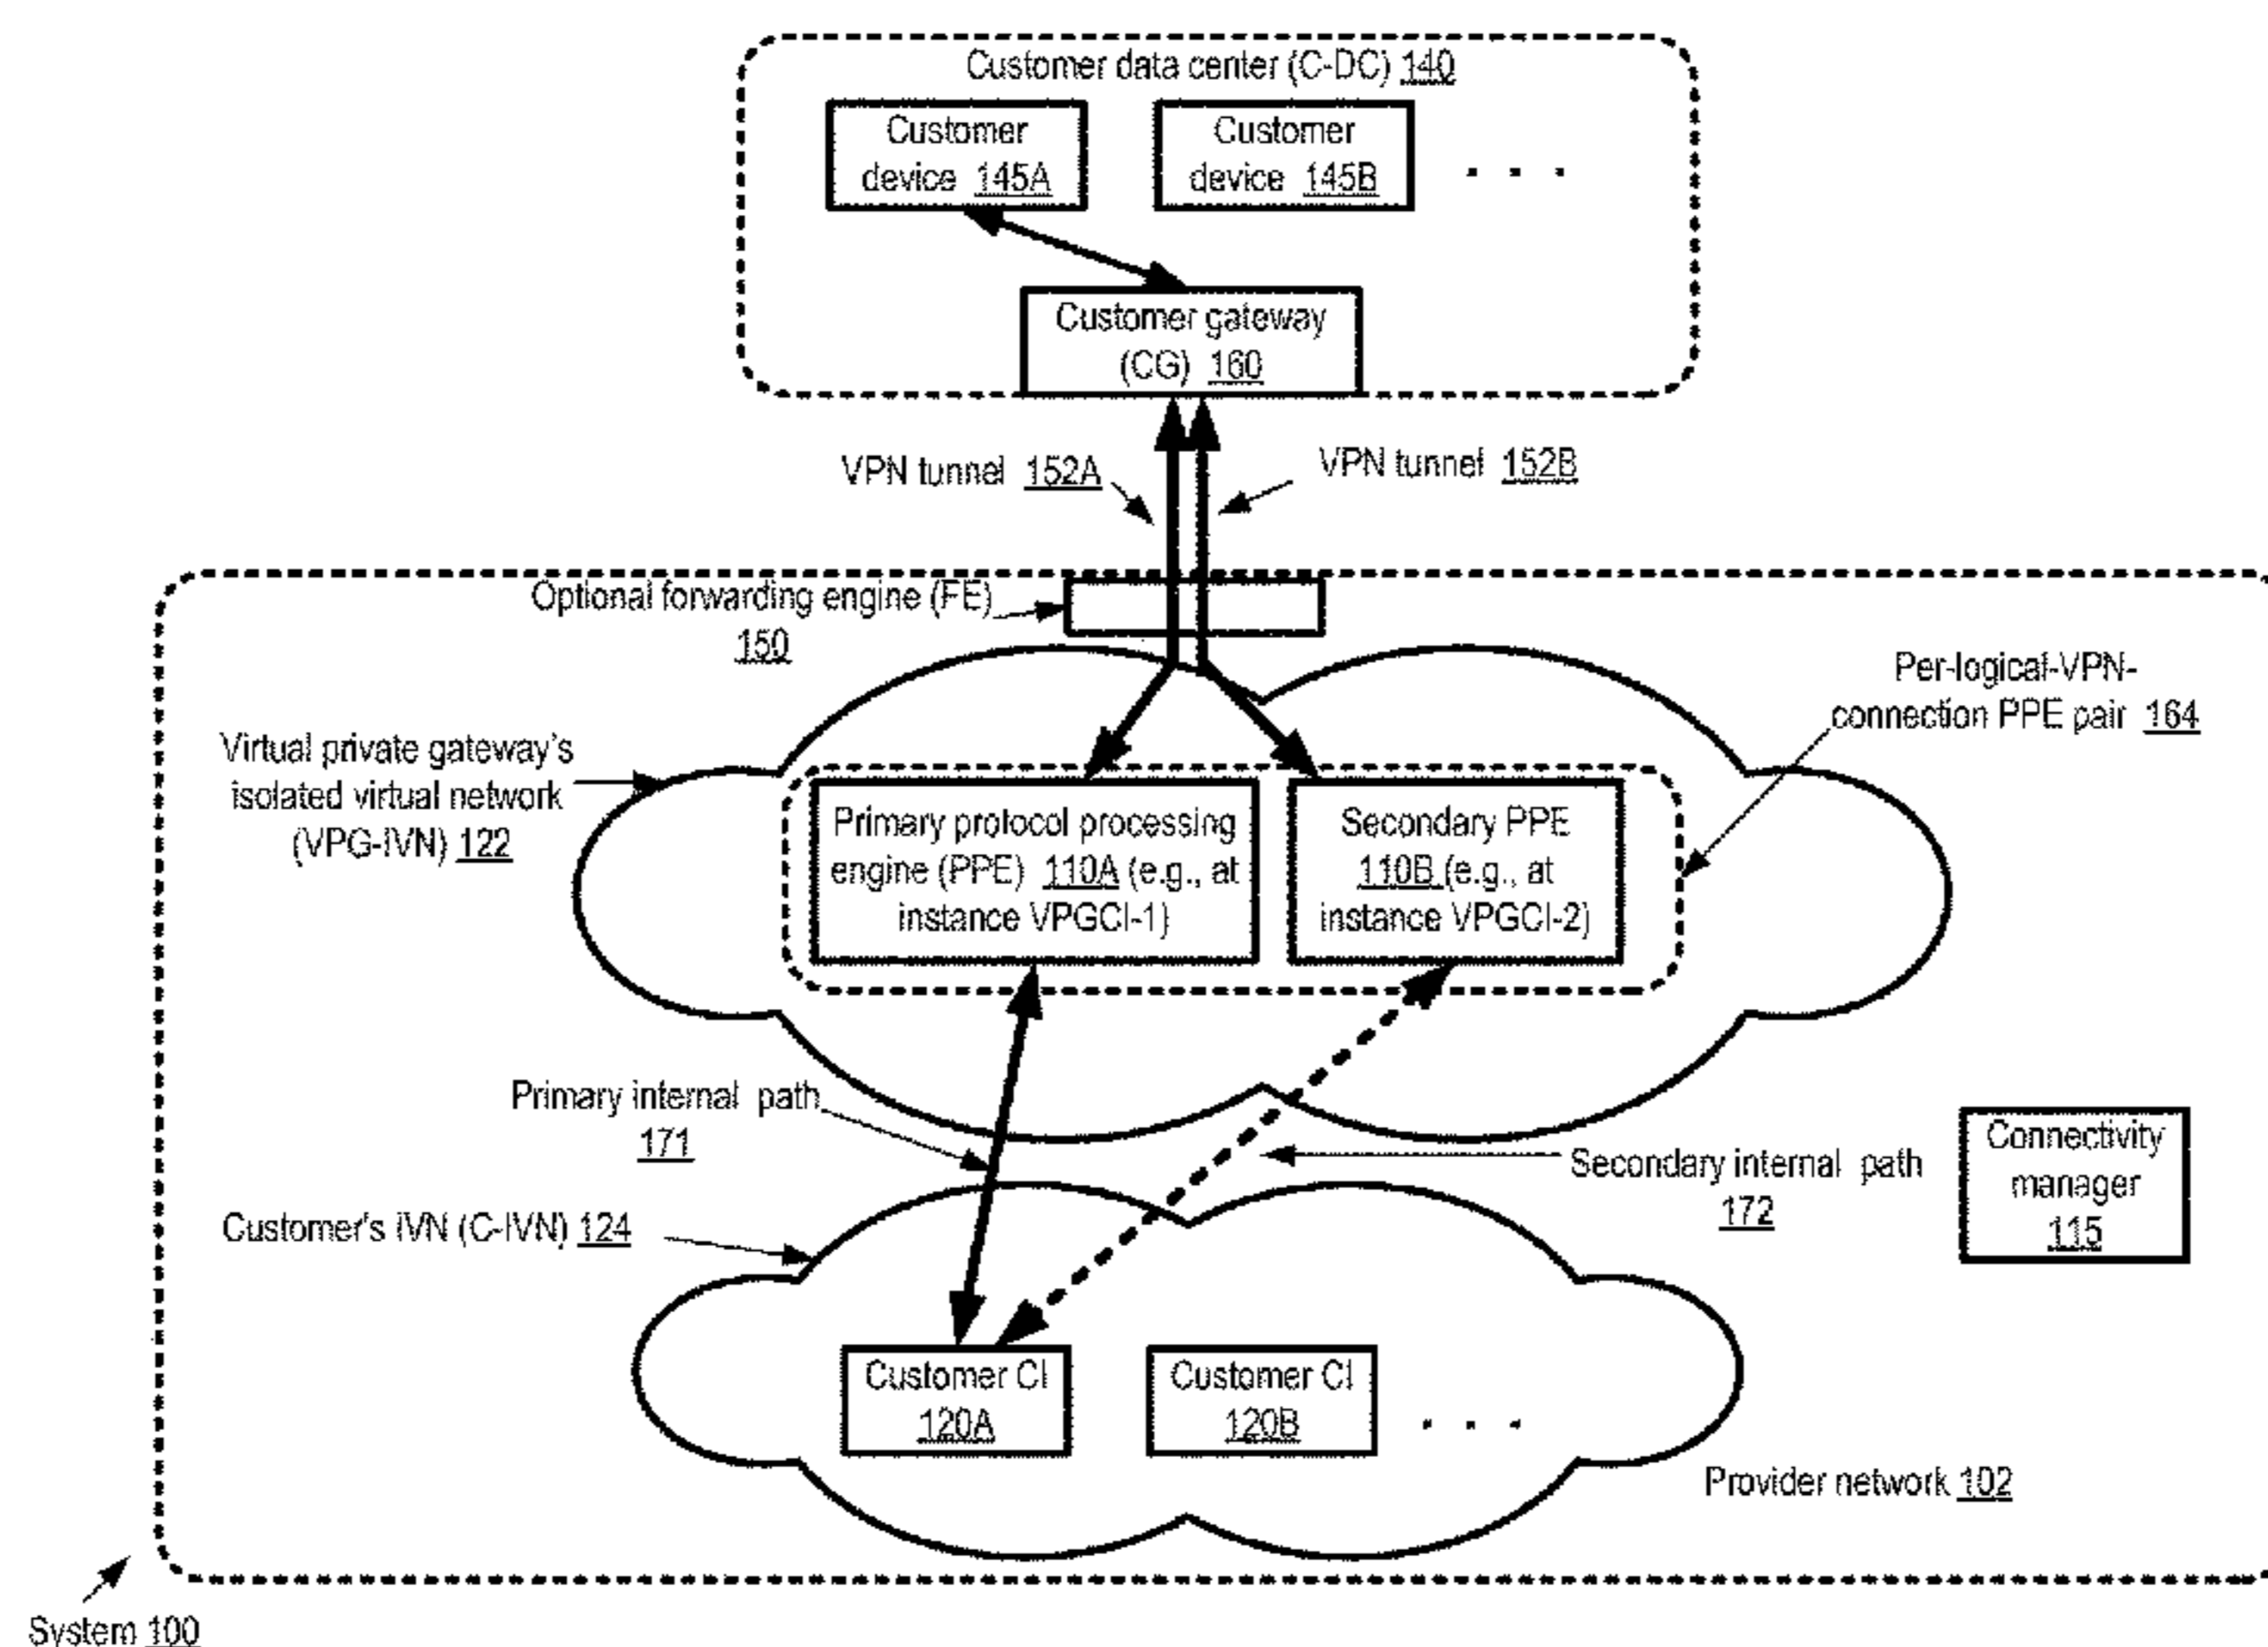 Customer data center (C-DC) 140
Customer
device 145A
Customer
device 145B
. . .
Customer gateway
(CG) 160
VPN tunnel 152A
VPN tunnel 152B
Optional forwarding engine (FE)
150
Per-logical-VPN-
connection PPE pair 164
Virtual private gateway's
isolated virtual network
(VPG-IVN) 122
Primary protocol processing
engine (PPE) 110A (e.g., at
instance VPGCI-1)
Secondary PPE
110B (e.g., at
instance VPGCI-2)
Primary internal path
171
Secondary internal path
172
Connectivity
manager
115
Customer's IVN (C-IVN) 124
Customer CI
120A
Customer CI
120B
. . .
Provider network 102
System 100